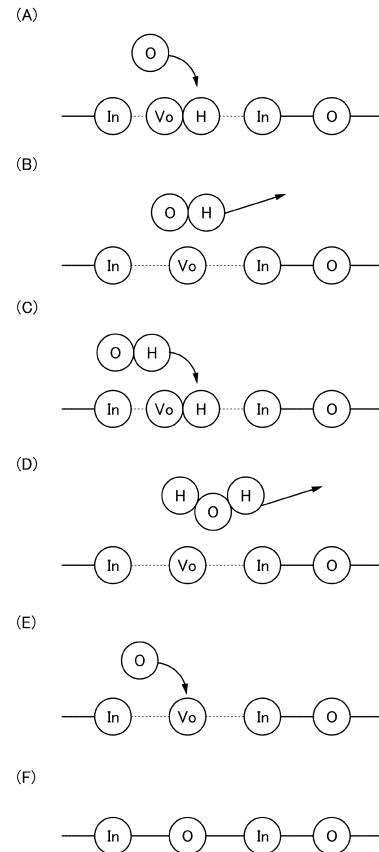 (A)
O
In Vo H In O
(B)
O H
In Vo In O
(C)
O H
In Vo H In O
(D)
H O H
In Vo In O
(E)
O
In Vo In O
(F)
In O In O